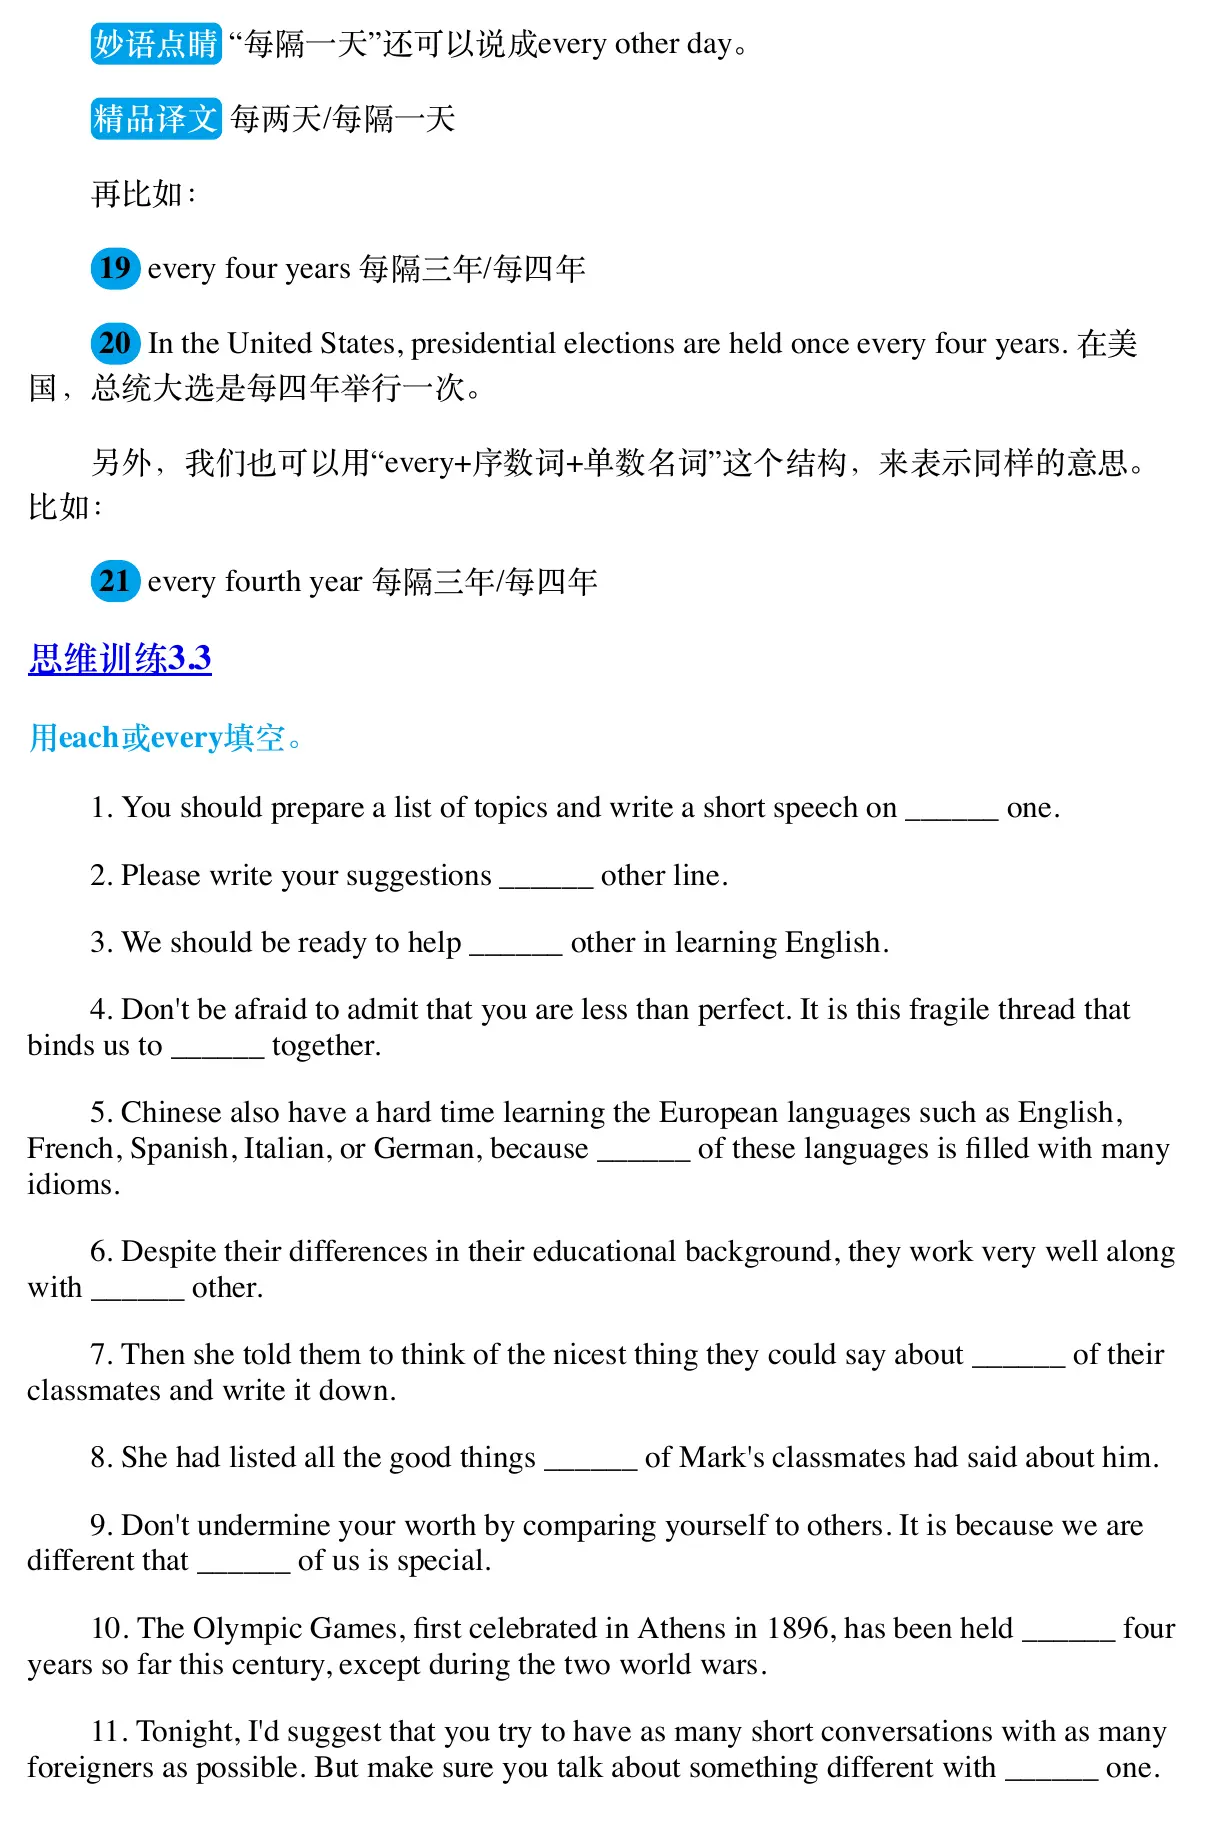 妙语点睛 “每隔一天”还可以说成every other day。
精品译文 每两天/每隔一天
再比如：
19 every four years 每隔三年/每四年
20 In the United States, presidential elections are held once every four years. 在美
国，总统大选是每四年举行一次。
另外，我们也可以用“every+序数词+单数名词”这个结构，来表示同样的意思。
比如：
21 every fourth year 每隔三年/每四年
思维训练3.3
用each或every填空。
1. You should prepare a list of topics and write a short speech on ______ one.
2. Please write your suggestions ______ other line.
3. We should be ready to help ______ other in learning English.
4. Don't be afraid to admit that you are less than perfect. It is this fragile thread that
binds us to ______ together.
5. Chinese also have a hard time learning the European languages such as English,
French, Spanish, Italian, or German, because ______ of these languages is filled with many
idioms.
6. Despite their differences in their educational background, they work very well along
with ______ other.
7. Then she told them to think of the nicest thing they could say about ______ of their
classmates and write it down.
8. She had listed all the good things ______ of Mark's classmates had said about him.
9. Don't undermine your worth by comparing yourself to others. It is because we are
different that ______ of us is special.
10. The Olympic Games, first celebrated in Athens in 1896, has been held ______ four
years so far this century, except during the two world wars.
11. Tonight, I'd suggest that you try to have as many short conversations with as many
foreigners as possible. But make sure you talk about something different with ______ one.